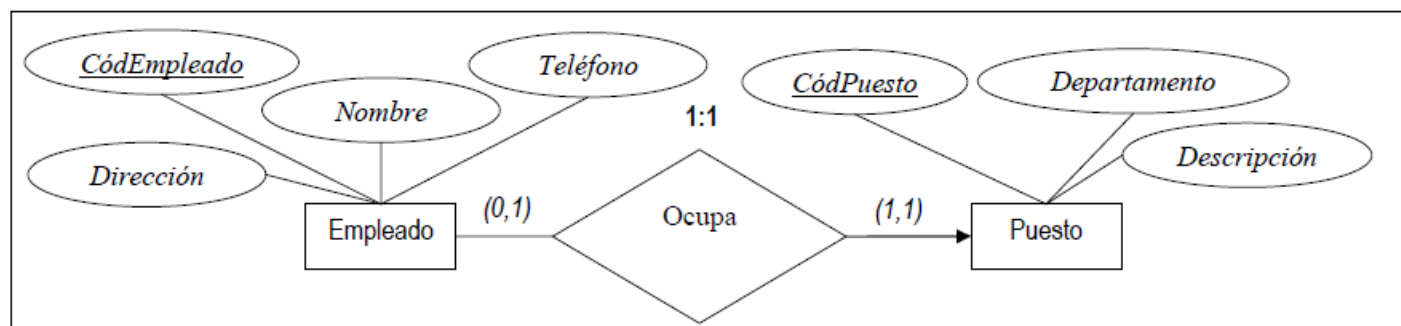 CódEmpleado
Teléfono
Nombre
Dirección
Empleado
(0,1)
1:1
Ocupa
(1,1)
CódPuesto
Departamento
Descripción
Puesto